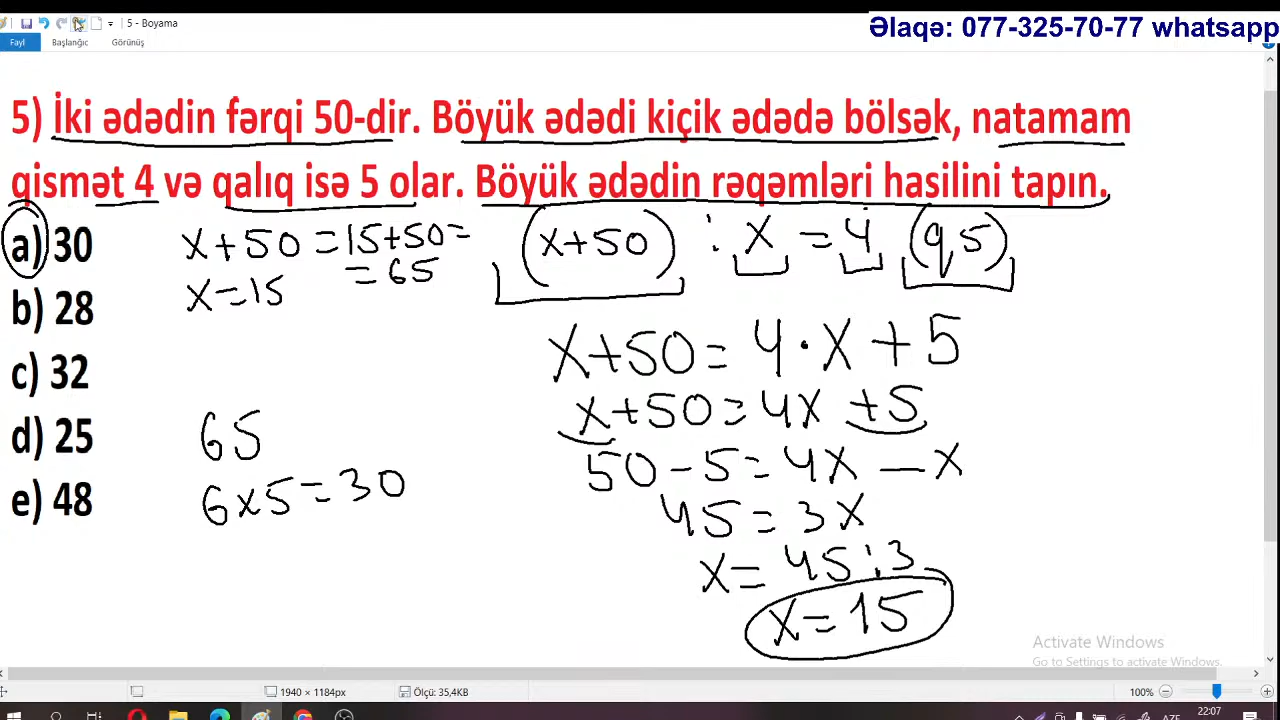 5 - Boyama
Əlaqə: 077-325-70-77 whatsapp
Fayl Başlanğıc Görünüş
5) İki ədədin fərqi 50-dir. Böyük ədədi kiçik ədədə bölsək, natamam
qismət 4 və qalıq isə 5 olar. Böyük ədədin rəqəmləri hasilini tapın.
a) 30
b) 28
c) 32
d) 25
e) 48
x+50=15+50=
=65
x=15
65
6x5=30
(x+50) : x = 4 (q 5)
x+50= 4·x+5
x+50=4x+5
50-5=4x-x
45=3x
x=45:3
x=15
Activate Windows
Go to Settings to activate Windows.
1940 × 1184px
Ölçü: 35,4KB
100%
AZE
22:07